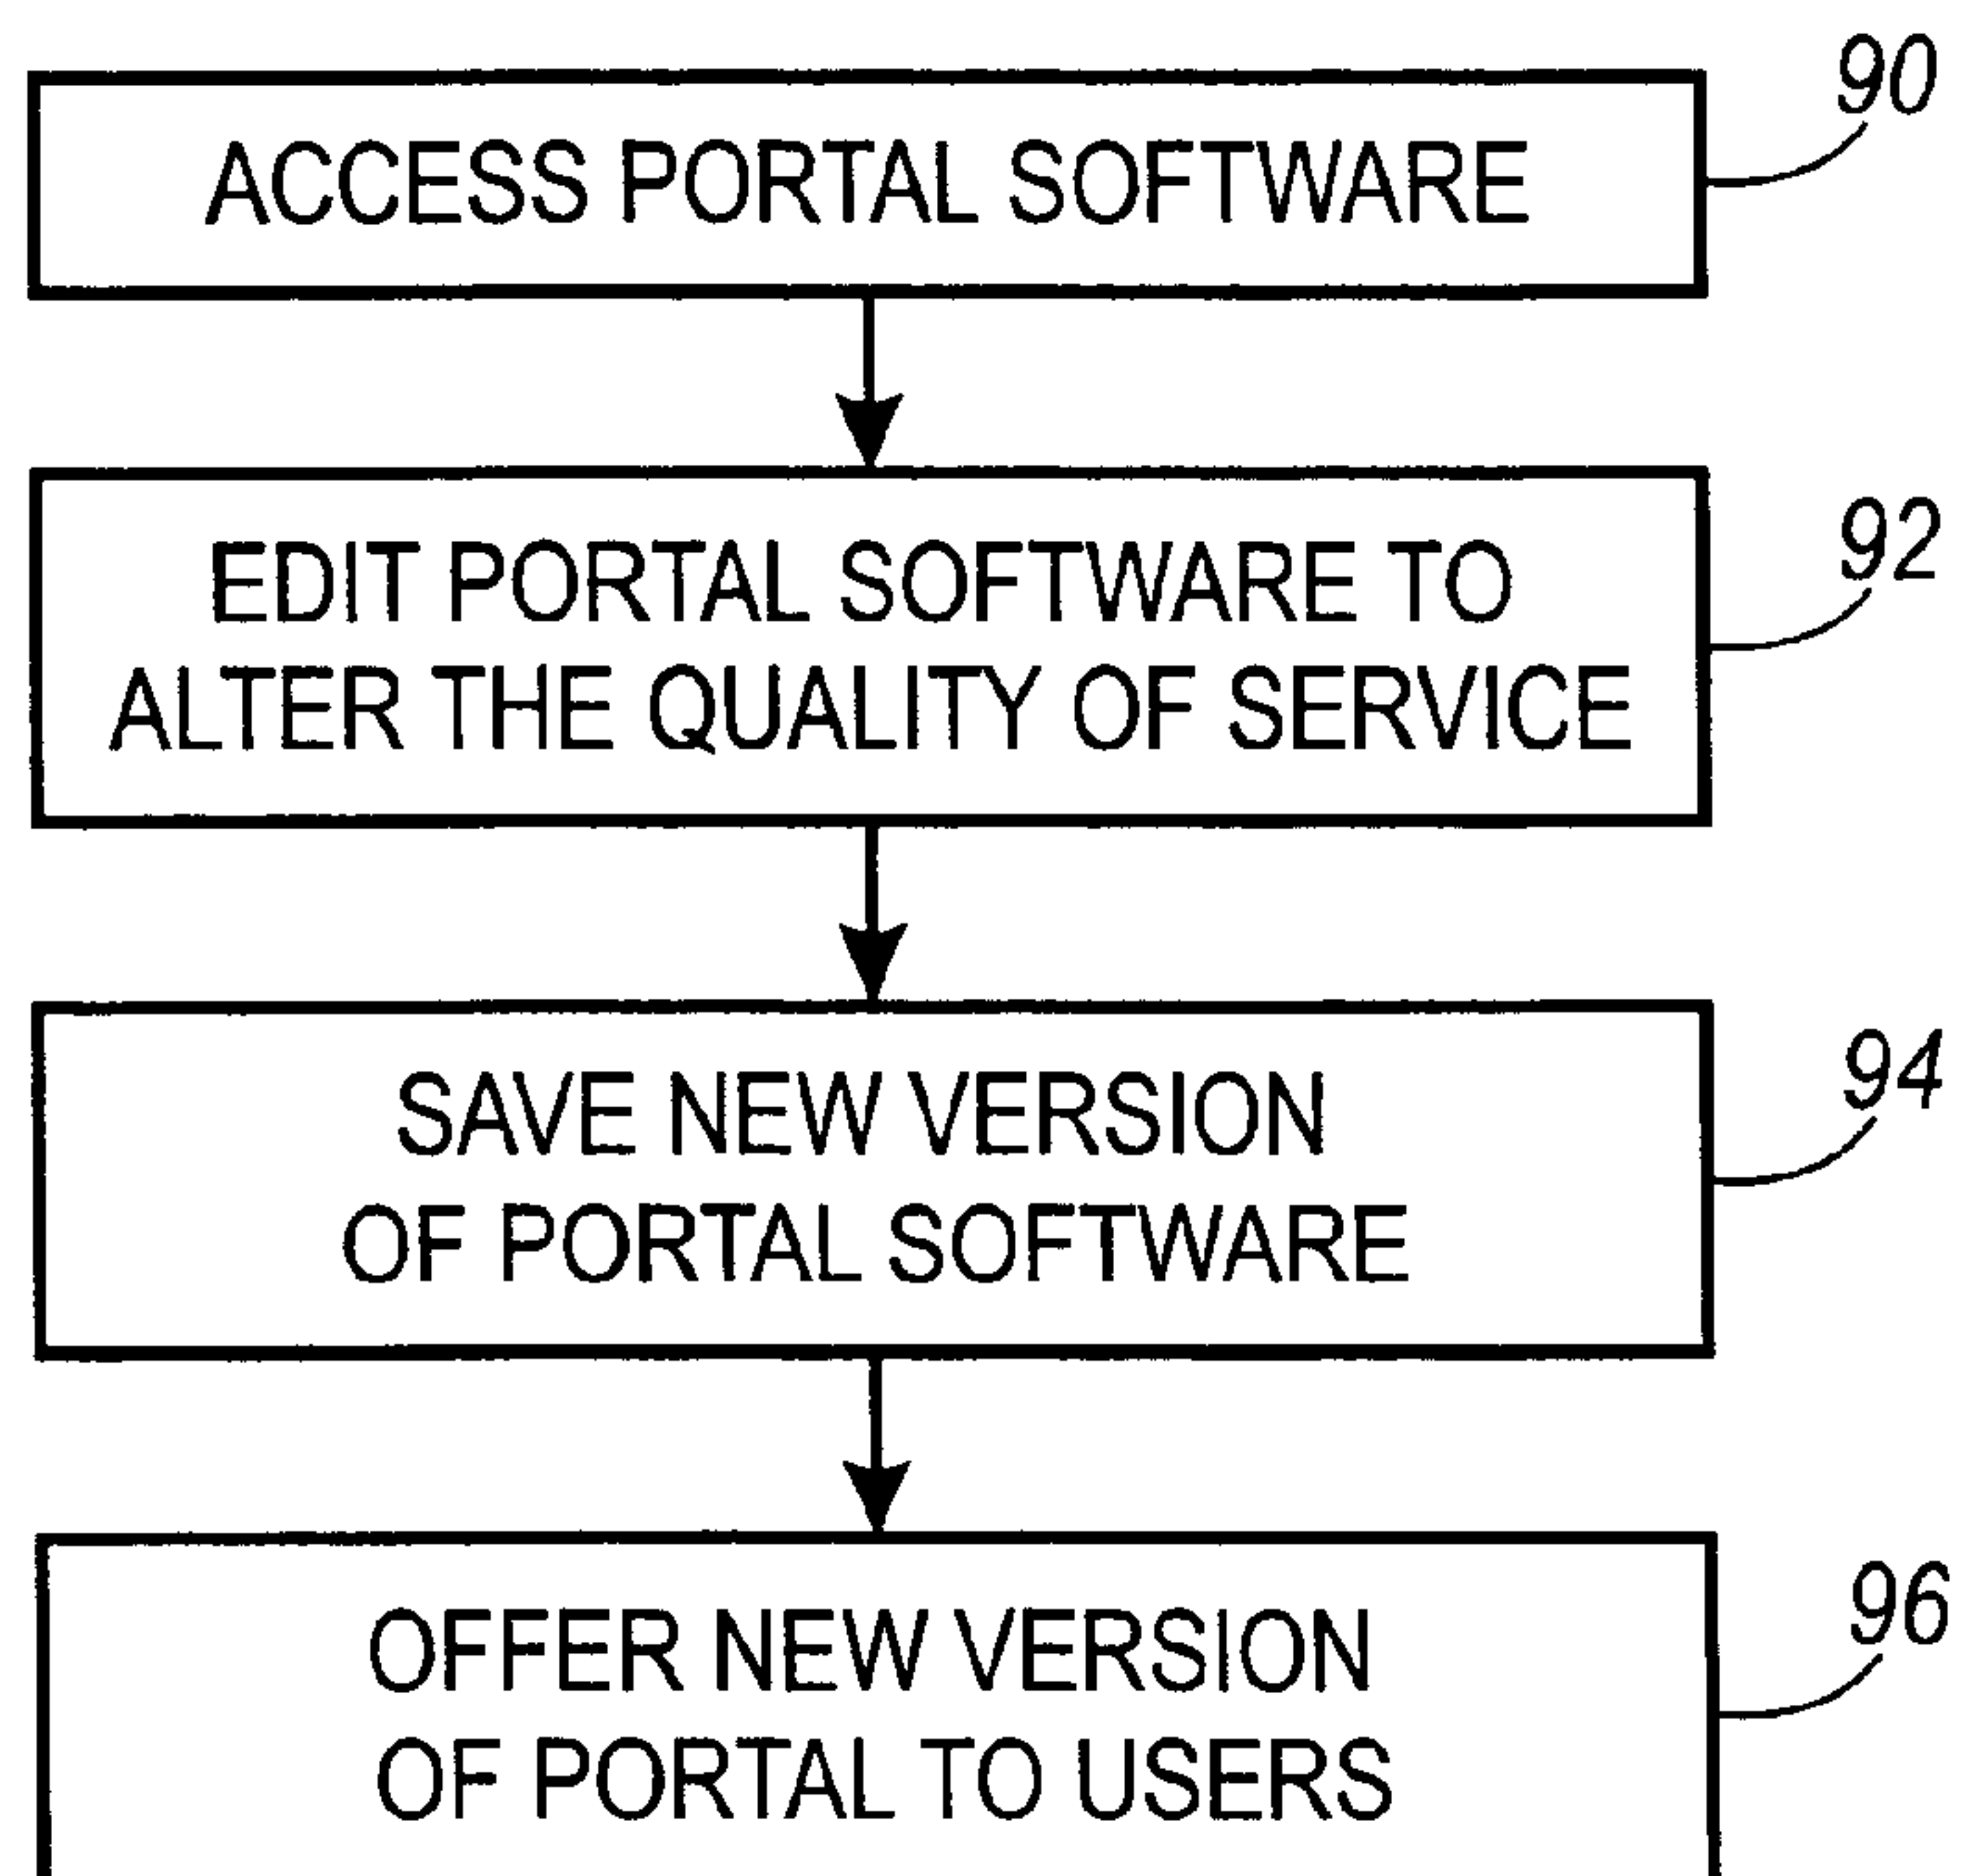 90
ACCESS PORTAL SOFTWARE
92
EDIT PORTAL SOFTWARE TO
ALTER THE QUALITY OF SERVICE
94
SAVE NEW VERSION
OF PORTAL SOFTWARE
96
OFFER NEW VERSION
OF PORTAL TO USERS